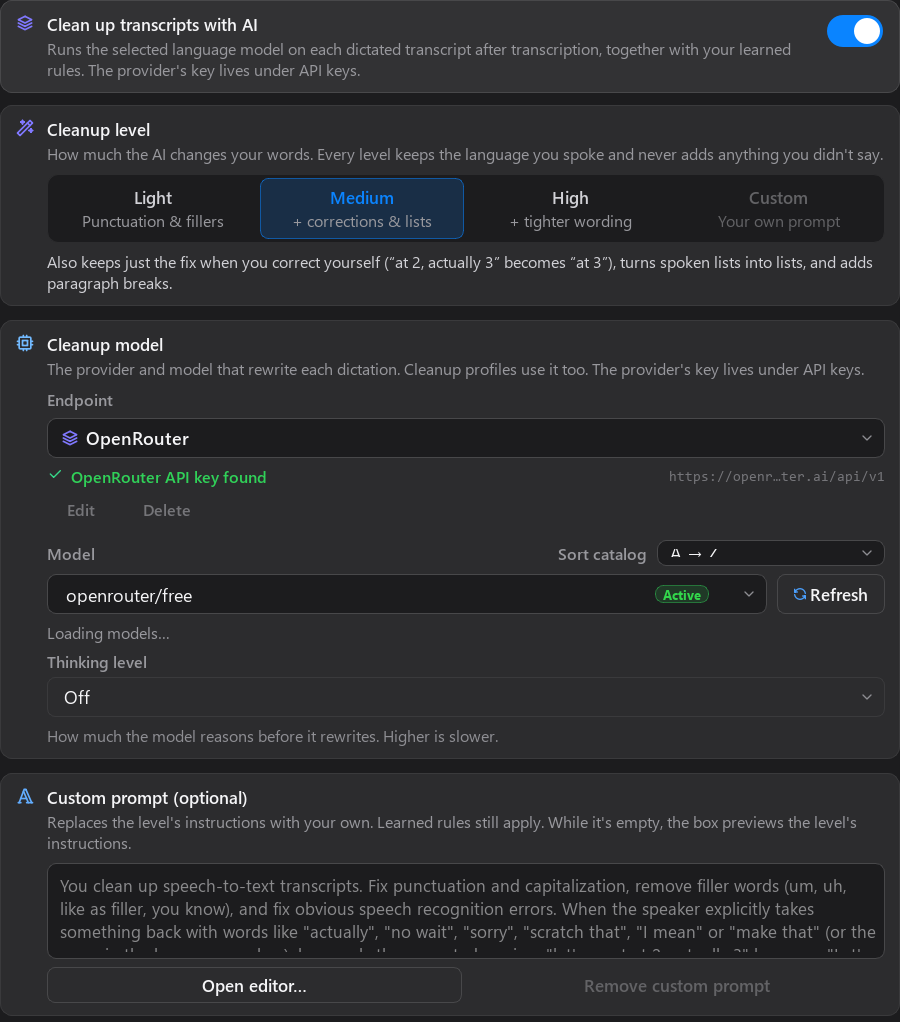 Clean up transcripts with AI
Runs the selected language model on each dictated transcript after transcription, together with your learned
rules. The provider's key lives under API keys.
Cleanup level
How much the AI changes your words. Every level keeps the language you spoke and never adds anything you didn't say.
Light
Punctuation & fillers
Medium
+ corrections & lists
High
+ tighter wording
Custom
Your own prompt
Also keeps just the fix when you correct yourself (“at 2, actually 3” becomes “at 3”), turns spoken lists into lists, and adds
paragraph breaks.
Cleanup model
The provider and model that rewrite each dictation. Cleanup profiles use it too. The provider's key lives under API keys.
Endpoint
OpenRouter
OpenRouter API key found
https://openr…ter.ai/api/v1
Edit Delete
Model
Sort catalog
openrouter/free
Active
Refresh
Loading models...
Thinking level
Off
How much the model reasons before it rewrites. Higher is slower.
Custom prompt (optional)
Replaces the level's instructions with your own. Learned rules still apply. While it's empty, the box previews the level's
instructions.
You clean up speech-to-text transcripts. Fix punctuation and capitalization, remove filler words (um, uh,
like as filler, you know), and fix obvious speech recognition errors. When the speaker explicitly takes
something back with words like "actually", "no wait", "sorry", "scratch that", "I mean" or "make that" (or the
Open editor...
Remove custom prompt